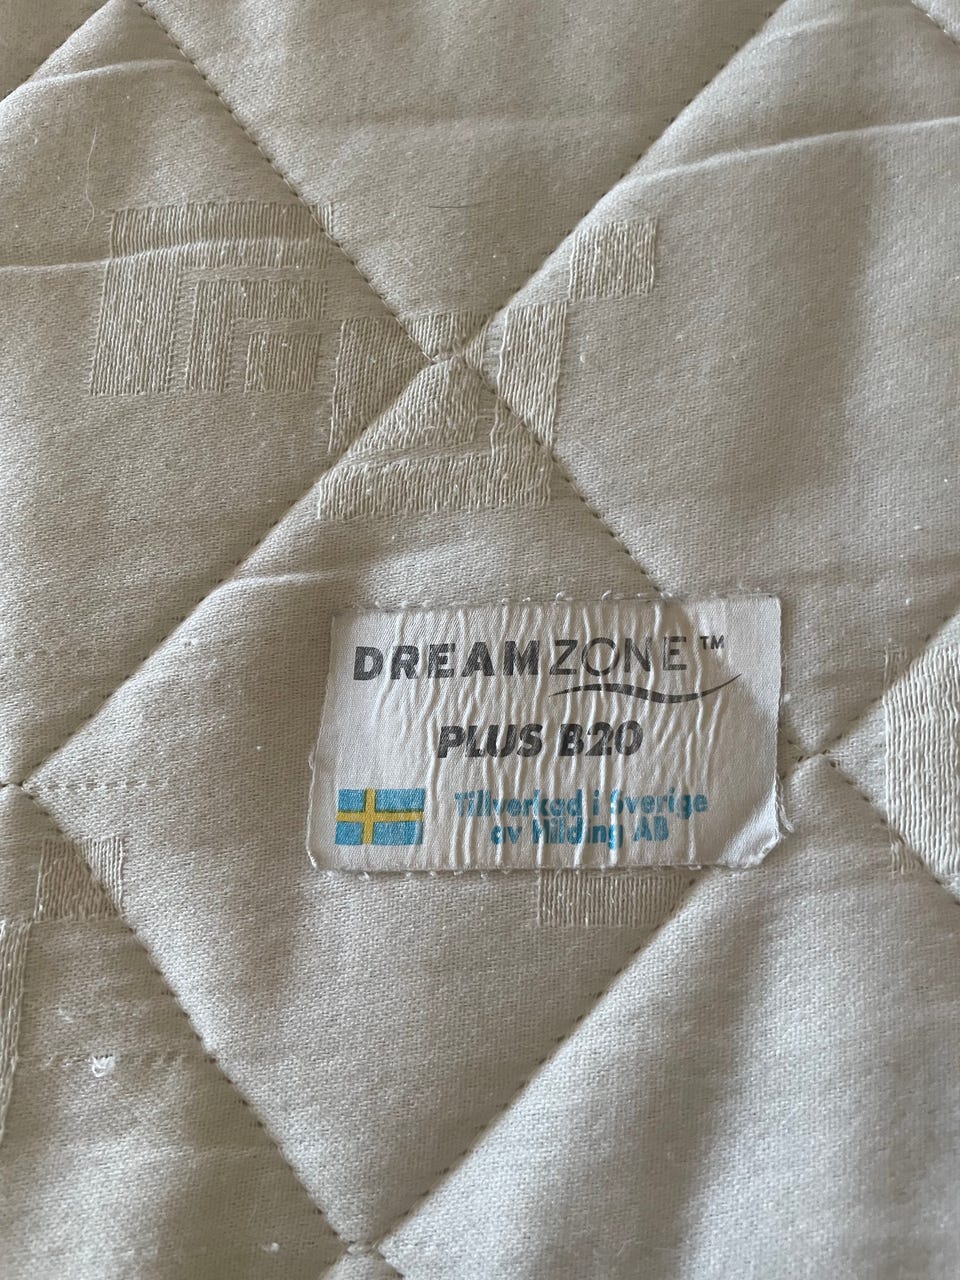 DREAMZONE™
PLUS B20
Tillverkad i Sverige
av Hilding AB